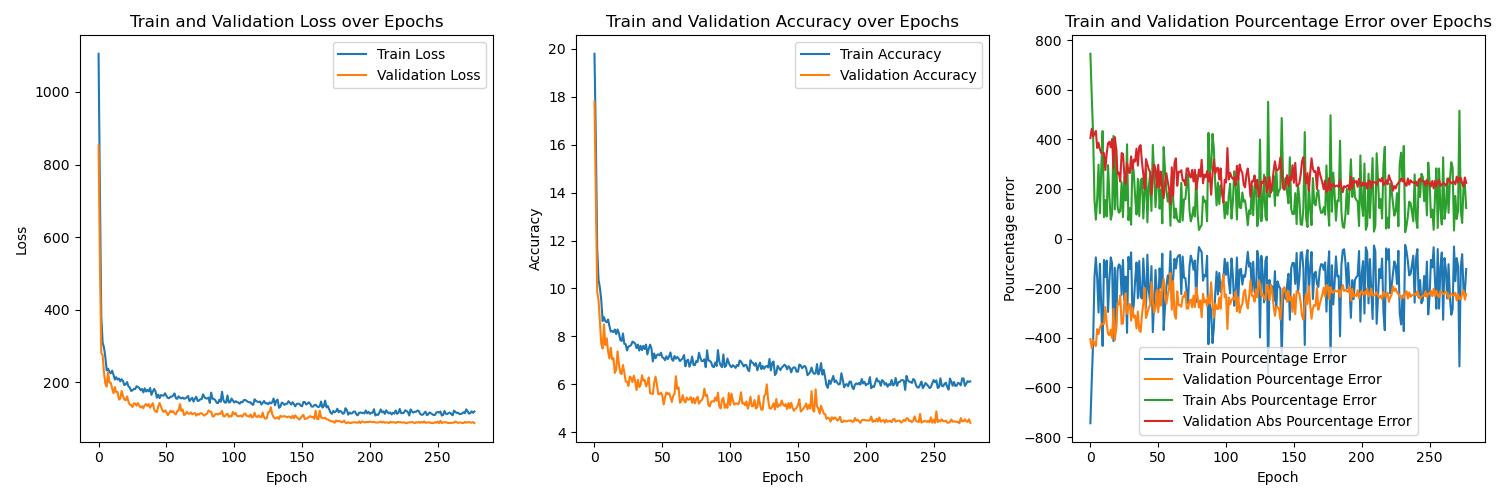 Train and Validation Loss over Epochs
Train Loss
Validation Loss
1000
800
600
400
200
Loss
0
50
100
150
200
250
Epoch
Train and Validation Accuracy over Epochs
Train Accuracy
Validation Accuracy
20
18
16
14
12
10
8
6
4
Accuracy
0
50
100
150
200
250
Epoch
Train and Validation Pourcentage Error over Epochs
800
600
400
200
0
−200
−400
−600
−800
Pourcentage error
Train Pourcentage Error
Validation Pourcentage Error
Train Abs Pourcentage Error
Validation Abs Pourcentage Error
0
50
100
150
200
250
Epoch